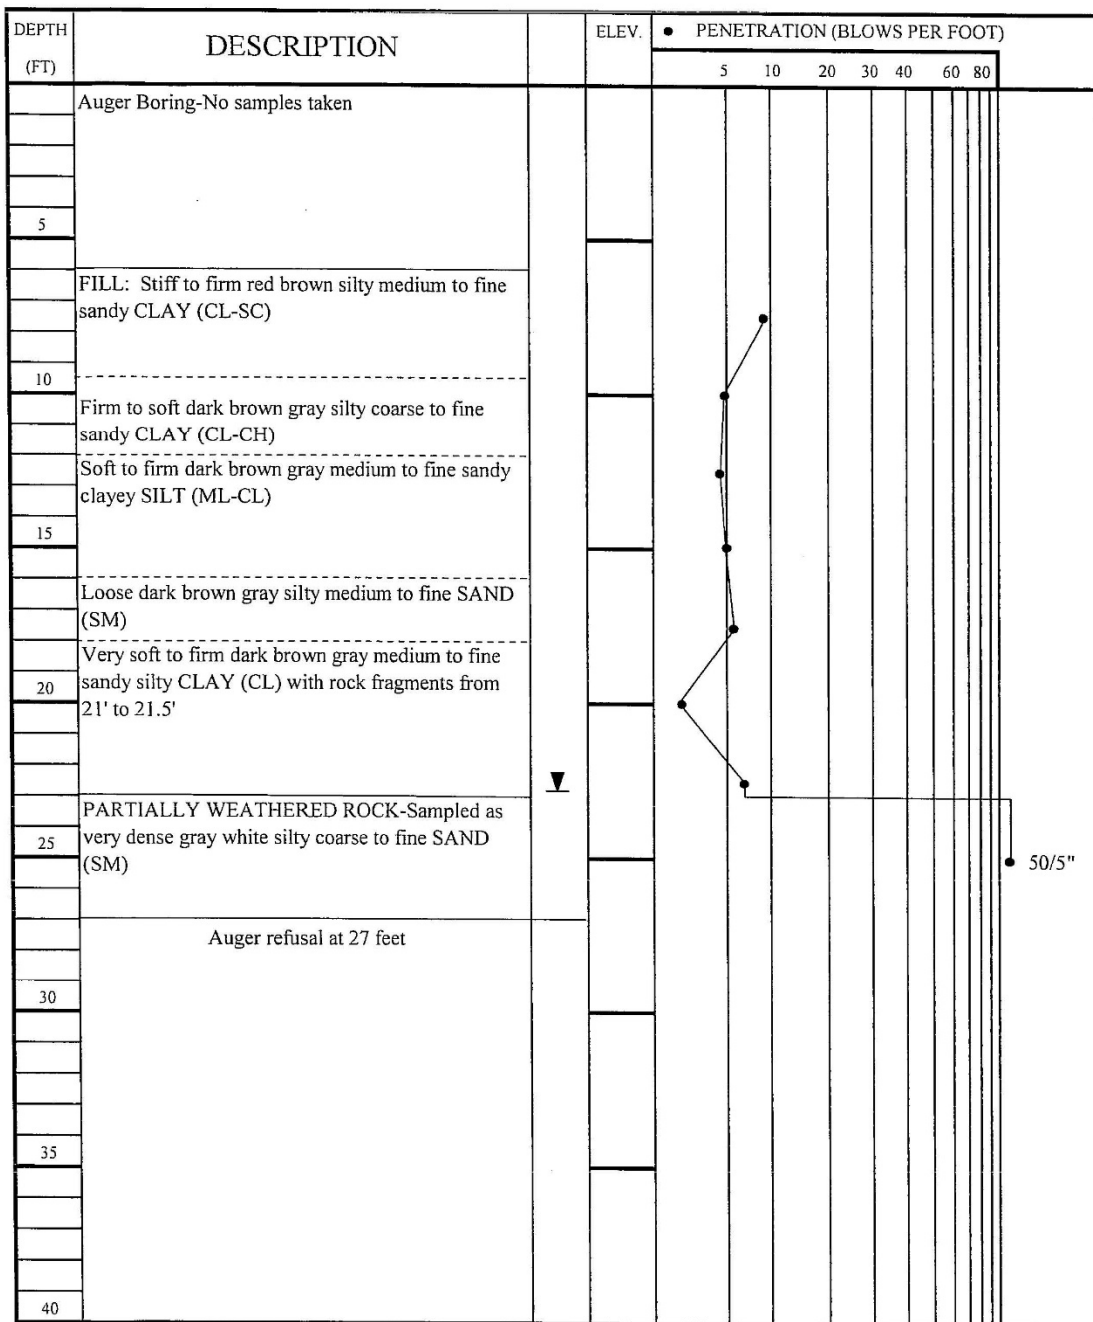 DEPTH
(FT)
DESCRIPTION
ELEV.
● PENETRATION (BLOWS PER FOOT)
5 10 20 30 40 60 80
Auger Boring-No samples taken
5
FILL: Stiff to firm red brown silty medium to fine
sandy CLAY (CL-SC)
10
Firm to soft dark brown gray silty coarse to fine
sandy CLAY (CL-CH)
Soft to firm dark brown gray medium to fine sandy
clayey SILT (ML-CL)
15
Loose dark brown gray silty medium to fine SAND
(SM)
Very soft to firm dark brown gray medium to fine
sandy silty CLAY (CL) with rock fragments from
20
21' to 21.5'
PARTIALLY WEATHERED ROCK-Sampled as
very dense gray white silty coarse to fine SAND
25
(SM)
50/5"
Auger refusal at 27 feet
30
35
40